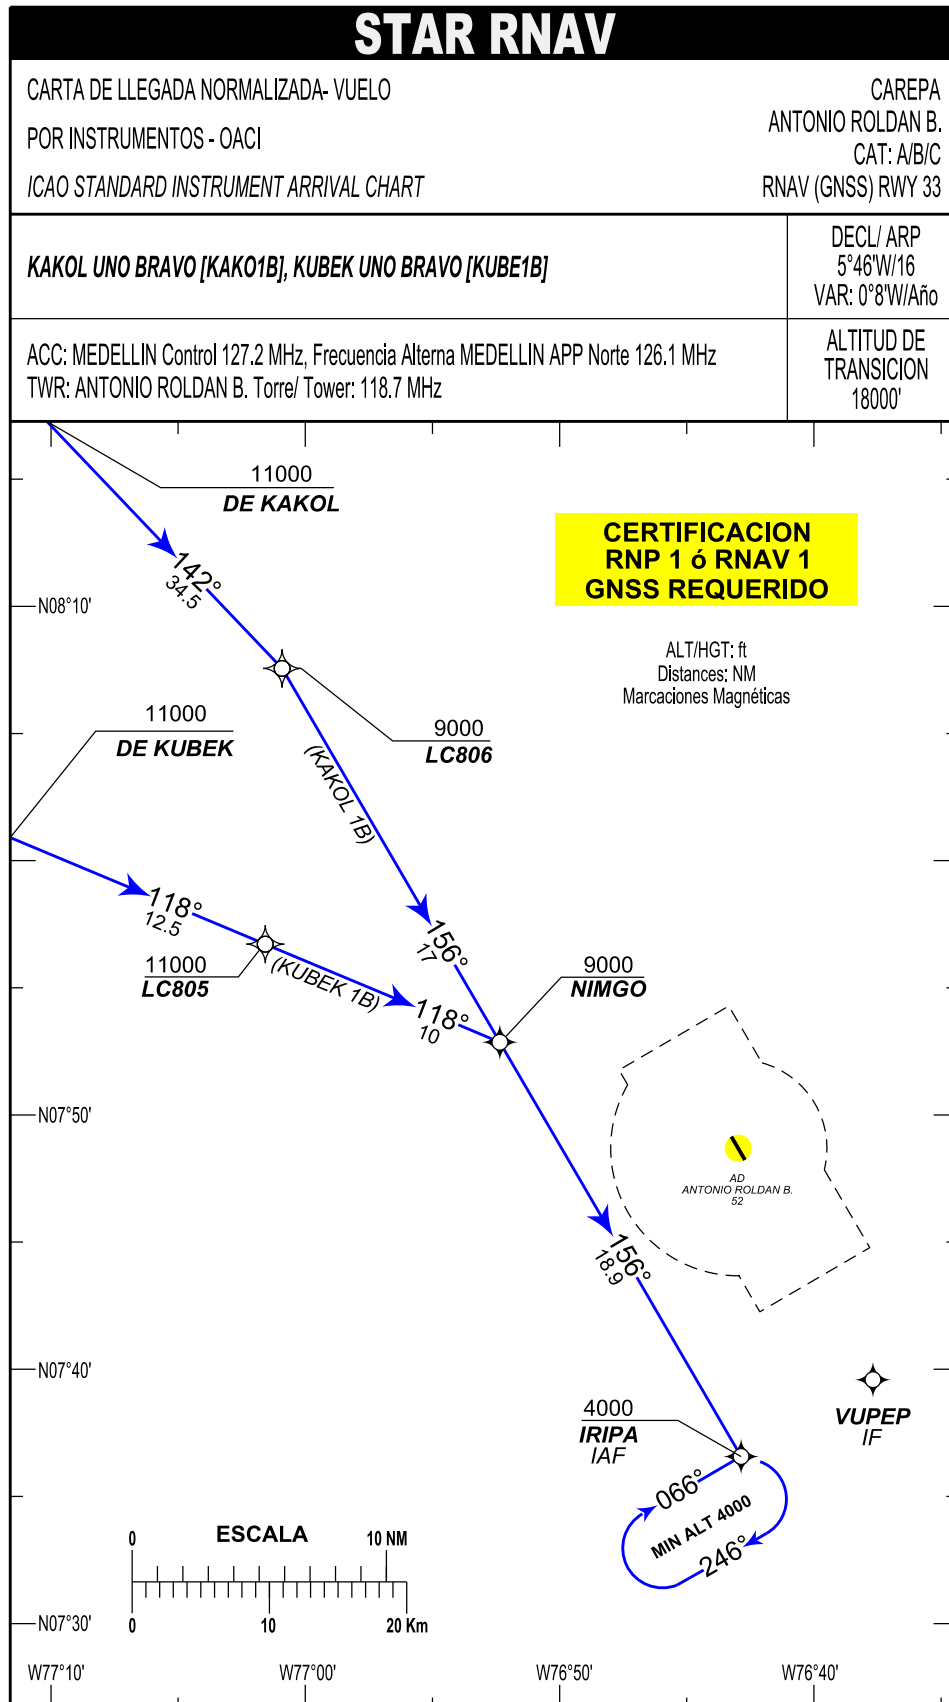 STAR RNAV
CARTA DE LLEGADA NORMALIZADA- VUELO
POR INSTRUMENTOS - OACI
ICAO STANDARD INSTRUMENT ARRIVAL CHART
CAREPA
ANTONIO ROLDAN B.
CAT: A/B/C
RNAV (GNSS) RWY 33
KAKOL UNO BRAVO [KAKO1B], KUBEK UNO BRAVO [KUBE1B]
DECL/ ARP
5°46'W/16
VAR: 0°8'W/Año
ACC: MEDELLIN Control 127.2 MHz, Frecuencia Alterna MEDELLIN APP Norte 126.1 MHz
TWR: ANTONIO ROLDAN B. Torre/ Tower: 118.7 MHz
ALTITUD DE
TRANSICION
18000'
11000
DE KAKOL
CERTIFICACION
RNP 1 ó RNAV 1
GNSS REQUERIDO
142°
34.5
N08°10'
ALT/HGT: ft
Distances: NM
Marcaciones Magnéticas
11000
DE KUBEK
9000
LC806
(KAKOL 1B)
118°
12.5
156°
17
11000
LC805
(KUBEK 1B)
118°
10
9000
NIMGO
N07°50'
AD
ANTONIO ROLDAN B.
52
156°
18.9
N07°40'
4000
IRIPA
IAF
VUPEP
IF
066°
MIN ALT 4000
246°
0 ESCALA 10 NM
0 10 20 Km
N07°30'
W77°10' W77°00' W76°50' W76°40'